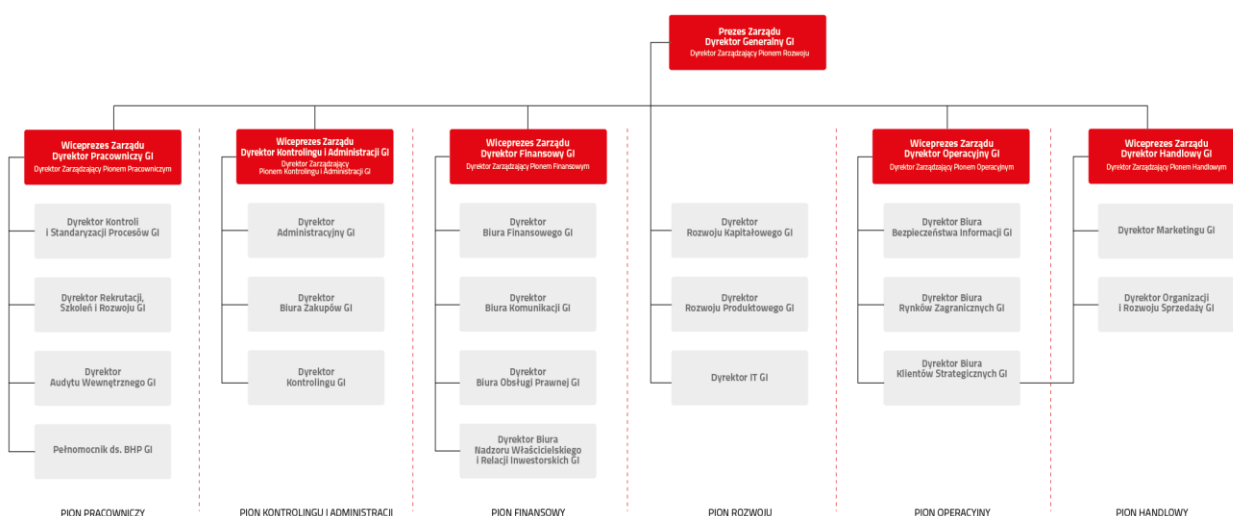 Prezes Zarządu
Dyrektor Generalny GI
Dyrektor Zarządzający Pionem Rozwoju
Wiceprezes Zarządu
Dyrektor Pracowniczy GI
Dyrektor Zarządzający Pionem Pracowniczym
Wiceprezes Zarządu
Dyrektor Kontrolingu i Administracji GI
Dyrektor Zarządzający
Pionem Kontrolingu i Administracji GI
Wiceprezes Zarządu
Dyrektor Finansowy GI
Dyrektor Zarządzający Pionem Finansowym
Wiceprezes Zarządu
Dyrektor Operacyjny GI
Dyrektor Zarządzający Pionem Operacyjnym
Wiceprezes Zarządu
Dyrektor Handlowy GI
Dyrektor Zarządzający Pionem Handlowym
Dyrektor Kontroli
i Standaryzacji Procesów GI
Dyrektor
Administracyjny GI
Dyrektor
Biura Finansowego GI
Dyrektor
Rozwoju Kapitałowego GI
Dyrektor Biura
Bezpieczeństwa Informacji GI
Dyrektor Marketingu GI
Dyrektor Rekrutacji,
Szkoleń i Rozwoju GI
Dyrektor
Biura Zakupów GI
Dyrektor
Biura Komunikacji GI
Dyrektor
Rozwoju Produktowego GI
Dyrektor Biura
Rynków Zagranicznych GI
Dyrektor Organizacji
i Rozwoju Sprzedaży GI
Dyrektor
Audytu Wewnętrznego GI
Dyrektor
Kontrolingu GI
Dyrektor
Biura Obsługi Prawnej GI
Dyrektor IT GI
Dyrektor Biura
Klientów Strategicznych GI
Pełnomocnik ds. BHP GI
Dyrektor Biura
Nadzoru Właścicielskiego
i Relacji Inwestorskich GI
PION PRACOWNICZY
PION KONTROLINGU I ADMINISTRACJI
PION FINANSOWY
PION ROZWOJU
PION OPERACYJNY
PION HANDLOWY